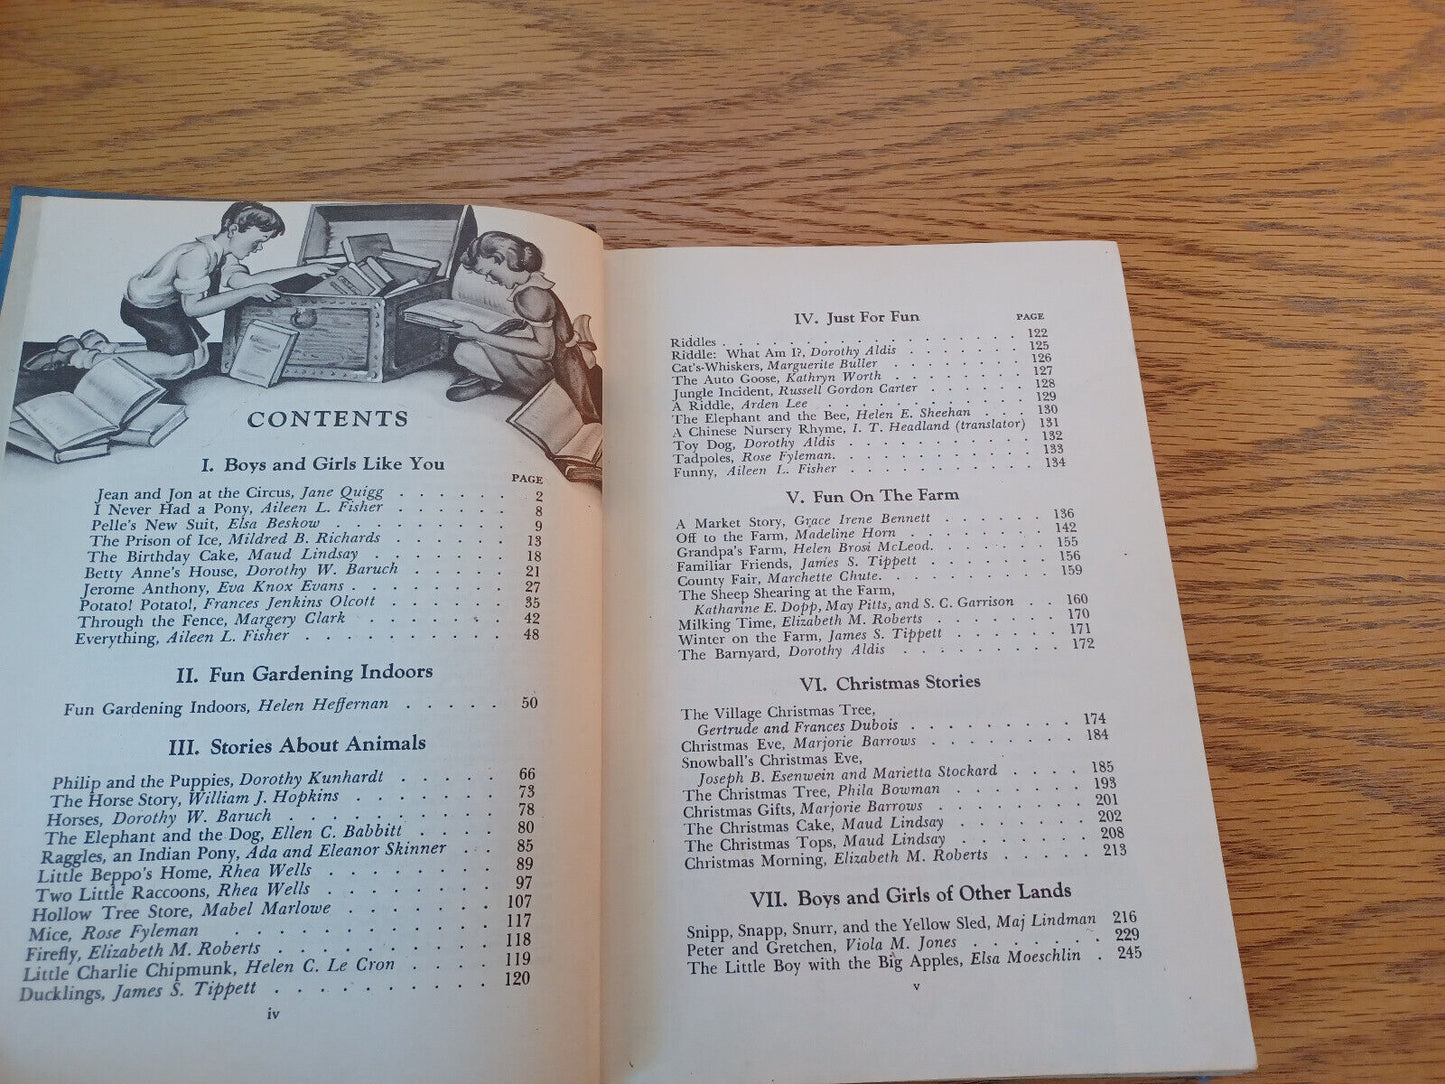 CONTENTS
I. Boys and Girls Like You
PAGE
Jean and Jon at the Circus, Jane Quigg . . . . . . 2
I Never Had a Pony, Aileen L. Fisher . . . . . . 8
Pelle's New Suit, Elsa Beskow . . . . . . . . 9
The Prison of Ice, Mildred B. Richards . . . . . . 13
The Birthday Cake, Maud Lindsay . . . . . . . 18
Betty Anne's House, Dorothy W. Baruch . . . . . . 21
Jerome Anthony, Eva Knox Evans . . . . . . . . 27
Potato! Potato!, Frances Jenkins Olcott . . . . . . 35
Through the Fence, Margery Clark . . . . . . . . 42
Everything, Aileen L. Fisher . . . . . . . . . 48
II. Fun Gardening Indoors
Fun Gardening Indoors, Helen Heffernan . . . . . 50
III. Stories About Animals
Philip and the Puppies, Dorothy Kunhardt . . . . . 66
The Horse Story, William J. Hopkins . . . . . . . 73
Horses, Dorothy W. Baruch . . . . . . . . . 78
The Elephant and the Dog, Ellen C. Babbitt . . . . 80
Raggles, an Indian Pony, Ada and Eleanor Skinner . . . 85
Little Beppo's Home, Rhea Wells . . . . . . . . 89
Two Little Raccoons, Rhea Wells . . . . . . . . 97
Hollow Tree Store, Mabel Marlowe . . . . . . . 107
Mice, Rose Fyleman . . . . . . . . . . . . 117
Firefly, Elizabeth M. Roberts . . . . . . . . . . 118
Little Charlie Chipmunk, Helen C. Le Cron . . . . . 119
Ducklings, James S. Tippett . . . . . . . . . . 120
iv
IV. Just For Fun
PAGE
Riddles . . . . . . . . . . . . . . . 122
Riddle: What Am I?, Dorothy Aldis . . . . . . . 125
Cat's-Whiskers, Marguerite Buller . . . . . . . . 126
The Auto Goose, Kathryn Worth . . . . . . . . 127
Jungle Incident, Russell Gordon Carter . . . . . . 128
A Riddle, Arden Lee . . . . . . . . . . . . 129
The Elephant and the Bee, Helen E. Sheehan . . . . 130
A Chinese Nursery Rhyme, I. T. Headland (translator) 131
Toy Dog, Dorothy Aldis . . . . . . . . . . . 132
Tadpoles, Rose Fyleman. . . . . . . . . . . 133
Funny, Aileen L. Fisher . . . . . . . . . . . 134
V. Fun On The Farm
A Market Story, Grace Irene Bennett . . . . . . 136
Off to the Farm, Madeline Horn . . . . . . . . 142
Grandpa's Farm, Helen Brosi McLeod. . . . . . . 155
Familiar Friends, James S. Tippett . . . . . . . 156
County Fair, Marchette Chute. . . . . . . . . 159
The Sheep Shearing at the Farm,
Katharine E. Dopp, May Pitts, and S. C. Garrison . . 160
Milking Time, Elizabeth M. Roberts . . . . . . . 170
Winter on the Farm, James S. Tippett . . . . . . 171
The Barnyard, Dorothy Aldis . . . . . . . . . 172
VI. Christmas Stories
The Village Christmas Tree,
Gertrude and Frances Dubois . . . . . . . . . 174
Christmas Eve, Marjorie Barrows . . . . . . . . 184
Snowball's Christmas Eve,
Joseph B. Esenwein and Marietta Stockard . . . . 185
The Christmas Tree, Phila Bowman . . . . . . . 193
Christmas Gifts, Marjorie Barrows . . . . . . . . 201
The Christmas Cake, Maud Lindsay . . . . . . . 202
The Christmas Tops, Maud Lindsay . . . . . . . 208
Christmas Morning, Elizabeth M. Roberts . . . . . 213
VII. Boys and Girls of Other Lands
Snipp, Snapp, Snurr, and the Yellow Sled, Maj Lindman 216
Peter and Gretchen, Viola M. Jones . . . . . . . 229
The Little Boy with the Big Apples, Elsa Moeschlin . 245
v